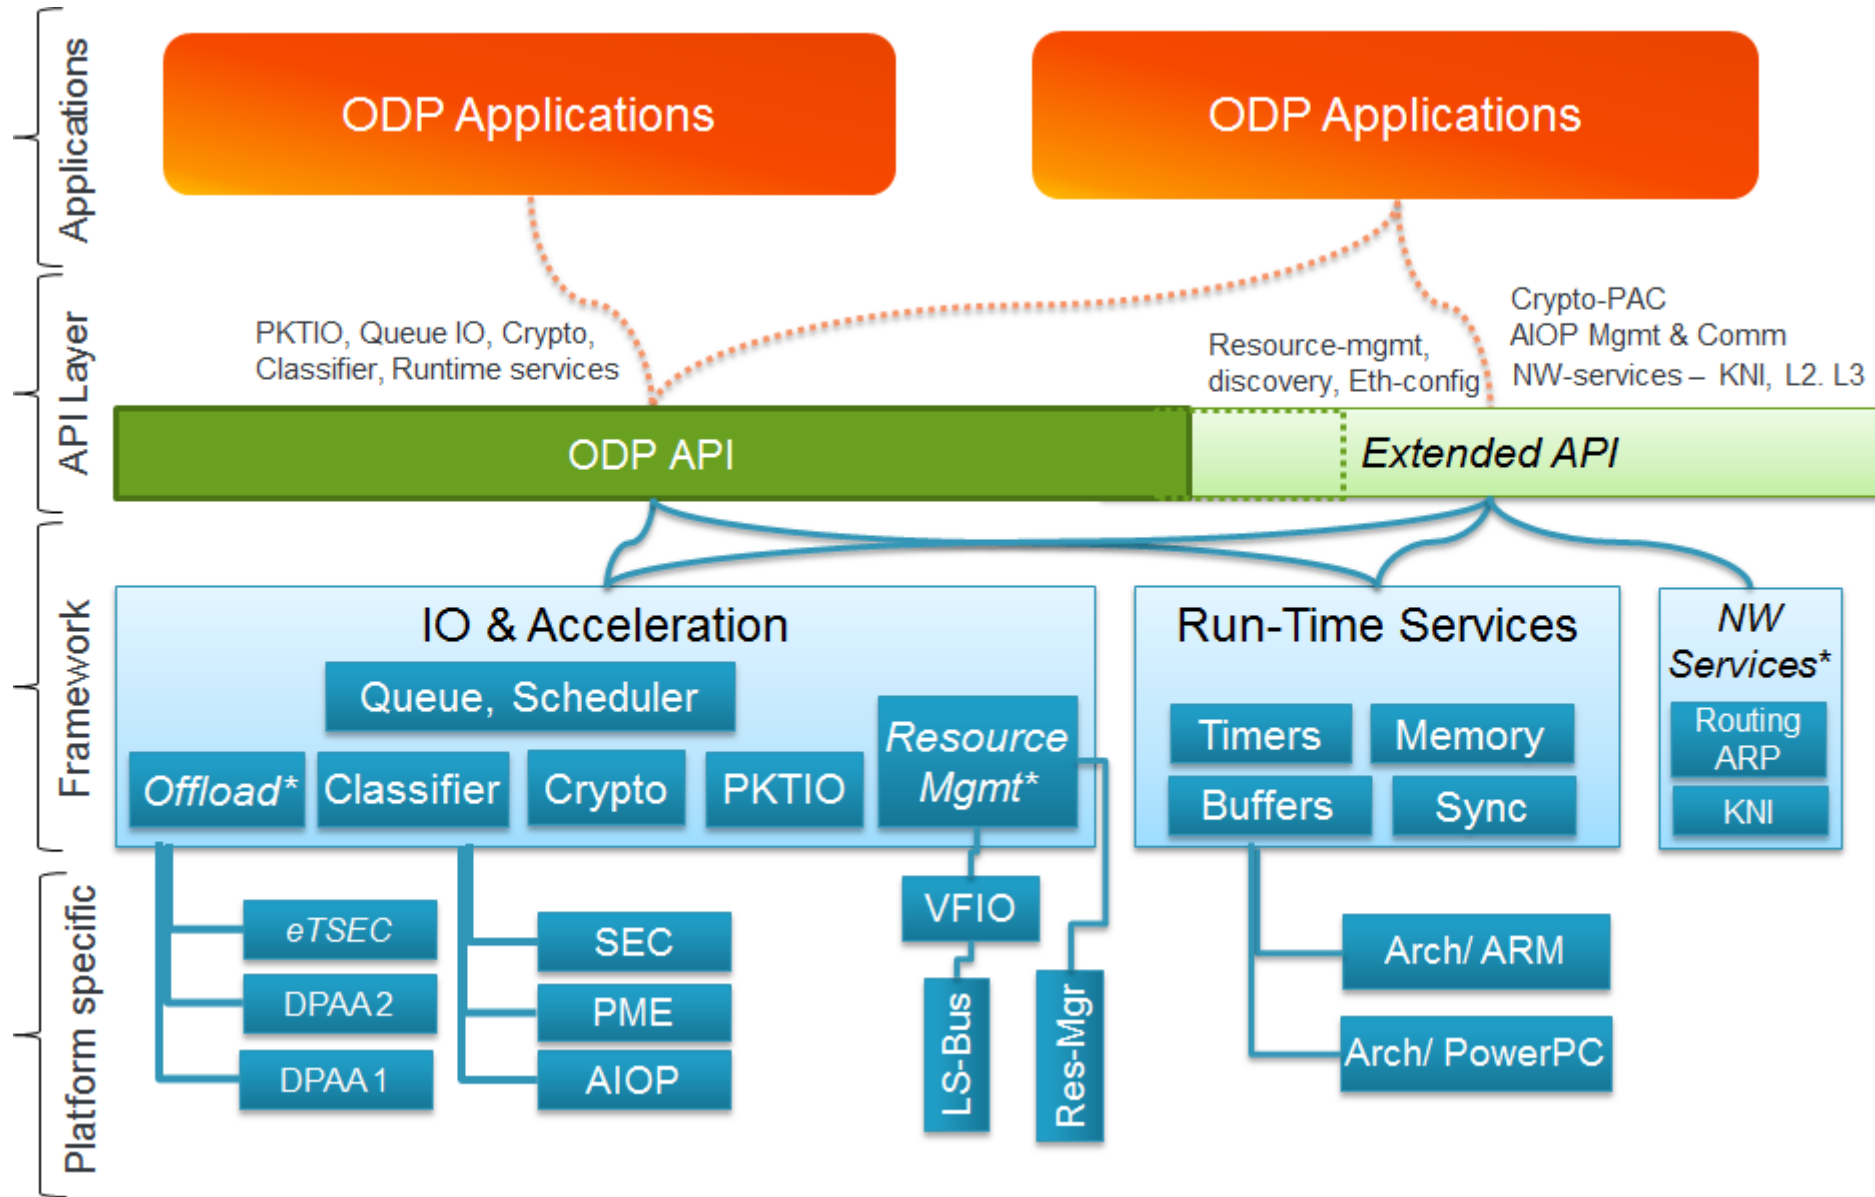 Applications
ODP Applications
ODP Applications
API Layer
PKTIO, Queue IO, Crypto,
Classifier, Runtime services
Resource-mgmt,
discovery, Eth-config
Crypto-PAC
AIOP Mgmt & Comm
NW-services – KNI, L2. L3
ODP API
Extended API
Framework
IO & Acceleration
Queue, Scheduler
Offload*
Classifier
Crypto
PKTIO
Resource
Mgmt*
Run-Time Services
Timers
Memory
Buffers
Sync
NW
Services*
Routing
ARP
KNI
Platform specific
eTSEC
DPAA2
DPAA1
SEC
PME
AIOP
VFIO
LS-Bus
Res-Mgr
Arch/ ARM
Arch/ PowerPC